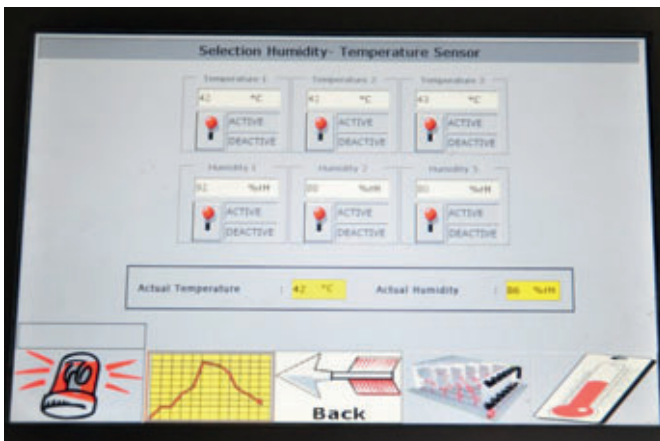 Selection Humidity- Temperature Sensor
Temperature 1 Temperature 2 Temperature 3
42 °C 42 °C 43 °C
ACTIVE ACTIVE ACTIVE
DEACTIVE DEACTIVE DEACTIVE
Humidity 1 Humidity 2 Humidity 3
92 %rH %rH %rH
ACTIVE ACTIVE ACTIVE
DEACTIVE DEACTIVE DEACTIVE
Actual Temperature : 42 °C Actual Humidity : 86 %rH
Back